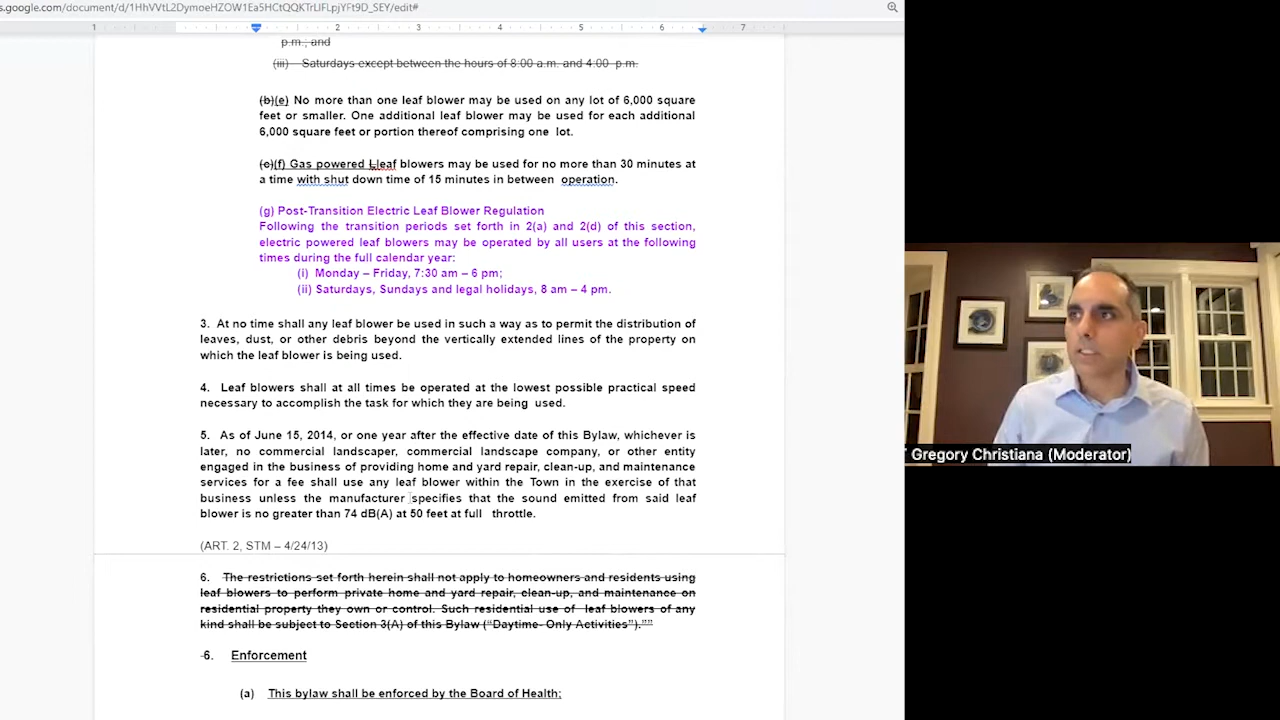 s.google.com/document/d/1HhVVtL2DymoeHZOW1Ea5HCtQQKTrLlFLpjYFt9D_SEY/edit#
1 1 2 3 4 5 6 7
p.m.; and
(iii) Saturdays except between the hours of 8:00 a.m. and 4:00 p.m.
(b)(e) No more than one leaf blower may be used on any lot of 6,000 square
feet or smaller. One additional leaf blower may be used for each additional
6,000 square feet or portion thereof comprising one lot.
(c)(f) Gas powered Lleaf blowers may be used for no more than 30 minutes at
a time with shut down time of 15 minutes in between operation.
(g) Post-Transition Electric Leaf Blower Regulation
Following the transition periods set forth in 2(a) and 2(d) of this section,
electric powered leaf blowers may be operated by all users at the following
times during the full calendar year:
(i) Monday – Friday, 7:30 am – 6 pm;
(ii) Saturdays, Sundays and legal holidays, 8 am – 4 pm.
3. At no time shall any leaf blower be used in such a way as to permit the distribution of
leaves, dust, or other debris beyond the vertically extended lines of the property on
which the leaf blower is being used.
4. Leaf blowers shall at all times be operated at the lowest possible practical speed
necessary to accomplish the task for which they are being used.
5. As of June 15, 2014, or one year after the effective date of this Bylaw, whichever is
later, no commercial landscaper, commercial landscape company, or other entity
engaged in the business of providing home and yard repair, clean-up, and maintenance
services for a fee shall use any leaf blower within the Town in the exercise of that
business unless the manufacturer specifies that the sound emitted from said leaf
blower is no greater than 74 dB(A) at 50 feet at full throttle.
(ART. 2, STM – 4/24/13)
6. The restrictions set forth herein shall not apply to homeowners and residents using
leaf blowers to perform private home and yard repair, clean-up, and maintenance on
residential property they own or control. Such residential use of leaf blowers of any
kind shall be subject to Section 3(A) of this Bylaw ("Daytime- Only Activities").""
-6. Enforcement
(a) This bylaw shall be enforced by the Board of Health;
Gregory Christiana (Moderator)